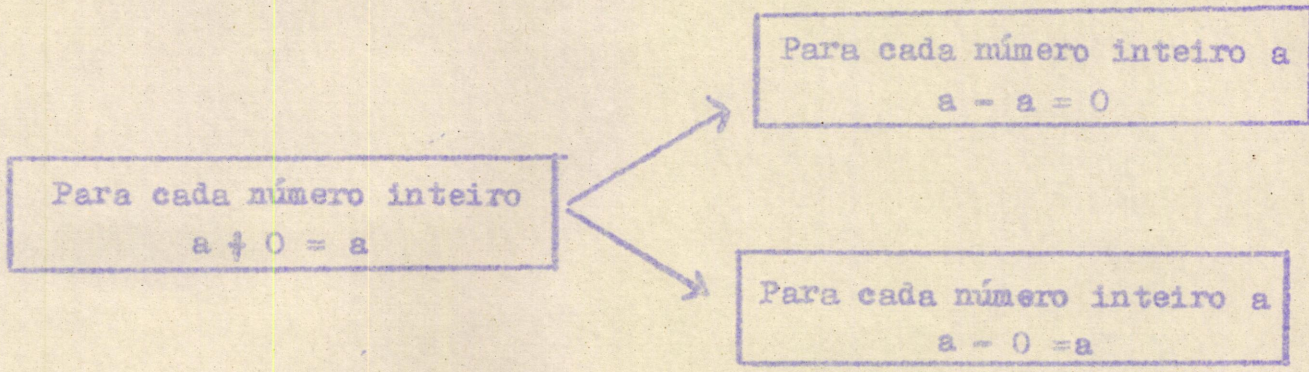 Para cada número inteiro a
a - a = 0
Para cada número inteiro
a + 0 = a
Para cada número inteiro a
a - 0 =a